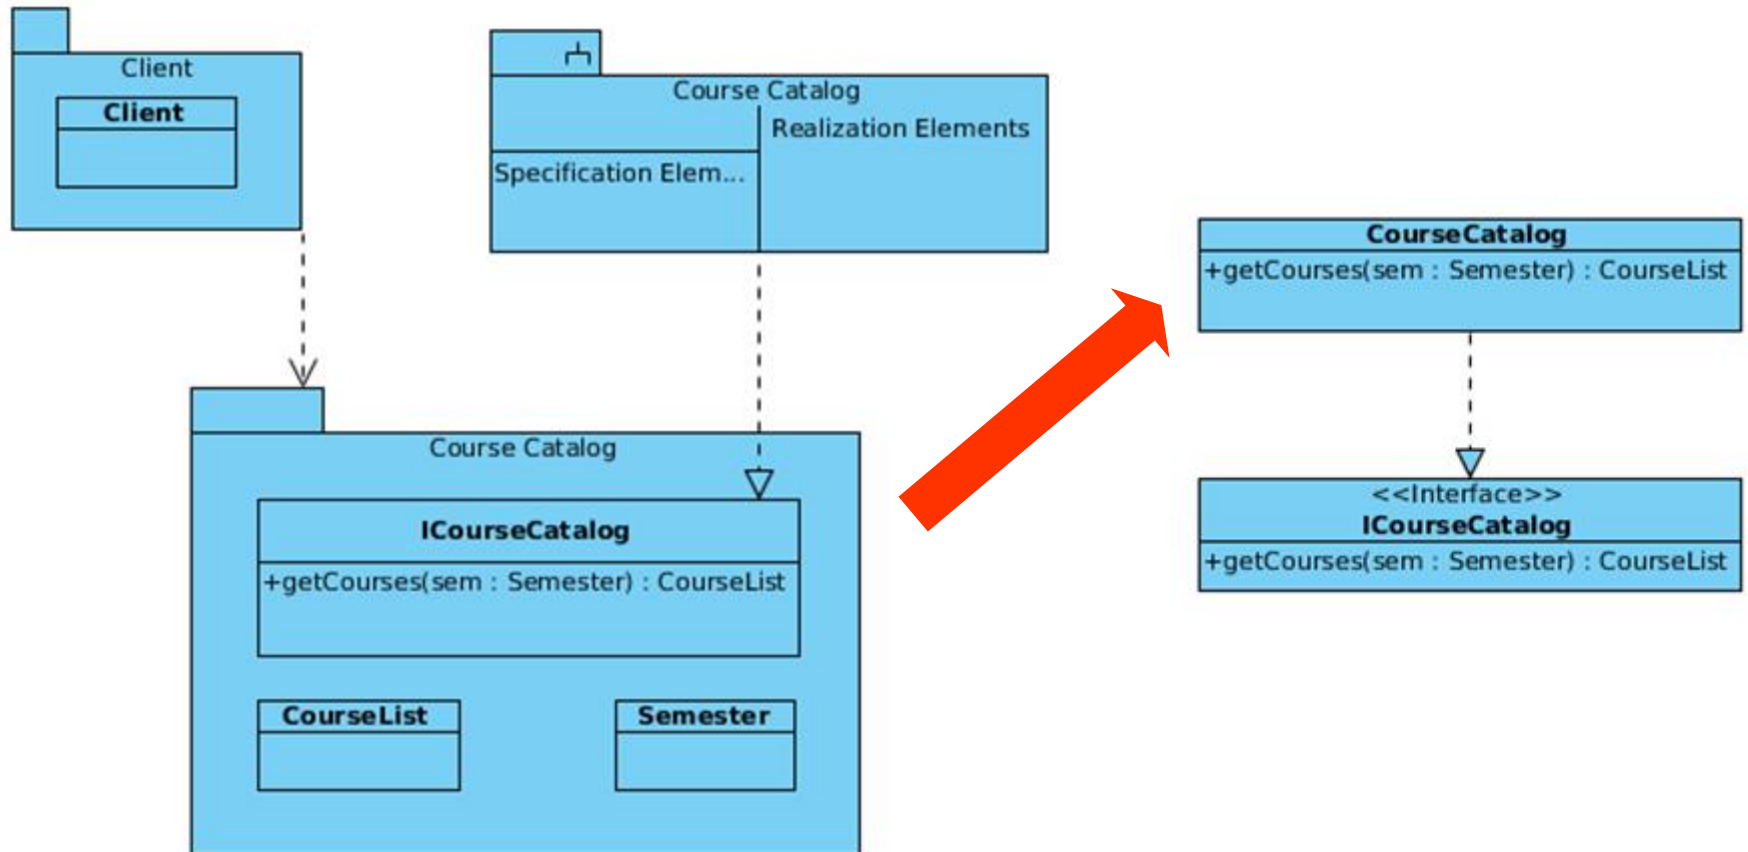 Client
Client
Course Catalog
Realization Elements
Specification Elem...
Course Catalog
ICourseCatalog
+getCourses(sem : Semester) : CourseList
CourseList
Semester
CourseCatalog
+getCourses(sem : Semester) : CourseList
<<Interface>>
ICourseCatalog
+getCourses(sem : Semester) : CourseList